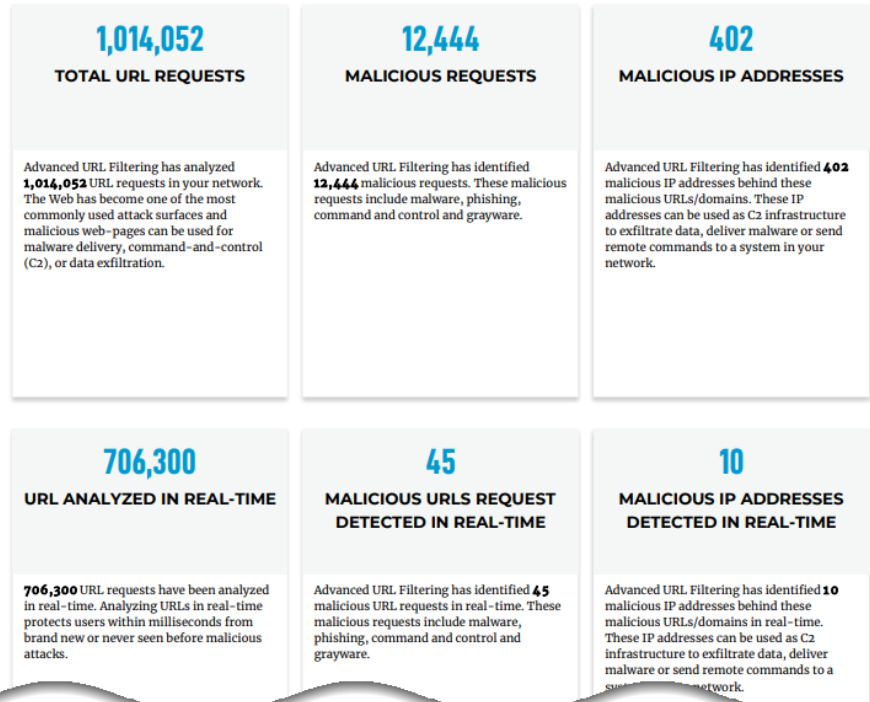 1,014,052
TOTAL URL REQUESTS
Advanced URL Filtering has analyzed
1,014,052 URL requests in your network.
The Web has become one of the most
commonly used attack surfaces and
malicious web-pages can be used for
malware delivery, command-and-control
(C2), or data exfiltration.
12,444
MALICIOUS REQUESTS
Advanced URL Filtering has identified
12,444 malicious requests. These malicious
requests include malware, phishing,
command and control and grayware.
402
MALICIOUS IP ADDRESSES
Advanced URL Filtering has identified 402
malicious IP addresses behind these
malicious URLs/domains. These IP
addresses can be used as C2 infrastructure
to exfiltrate data, deliver malware or send
remote commands to a system in your
network.
706,300
URL ANALYZED IN REAL-TIME
706,300 URL requests have been analyzed
in real-time. Analyzing URLs in real-time
protects users within milliseconds from
brand new or never seen before malicious
attacks.
45
MALICIOUS URLS REQUEST
DETECTED IN REAL-TIME
Advanced URL Filtering has identified 45
malicious URL requests in real-time. These
malicious requests include malware,
phishing, command and control and
grayware.
10
MALICIOUS IP ADDRESSES
DETECTED IN REAL-TIME
Advanced URL Filtering has identified 10
malicious IP addresses behind these
malicious URLs/domains in real-time.
These IP addresses can be used as C2
infrastructure to exfiltrate data, deliver
malware or send remote commands to a
network.